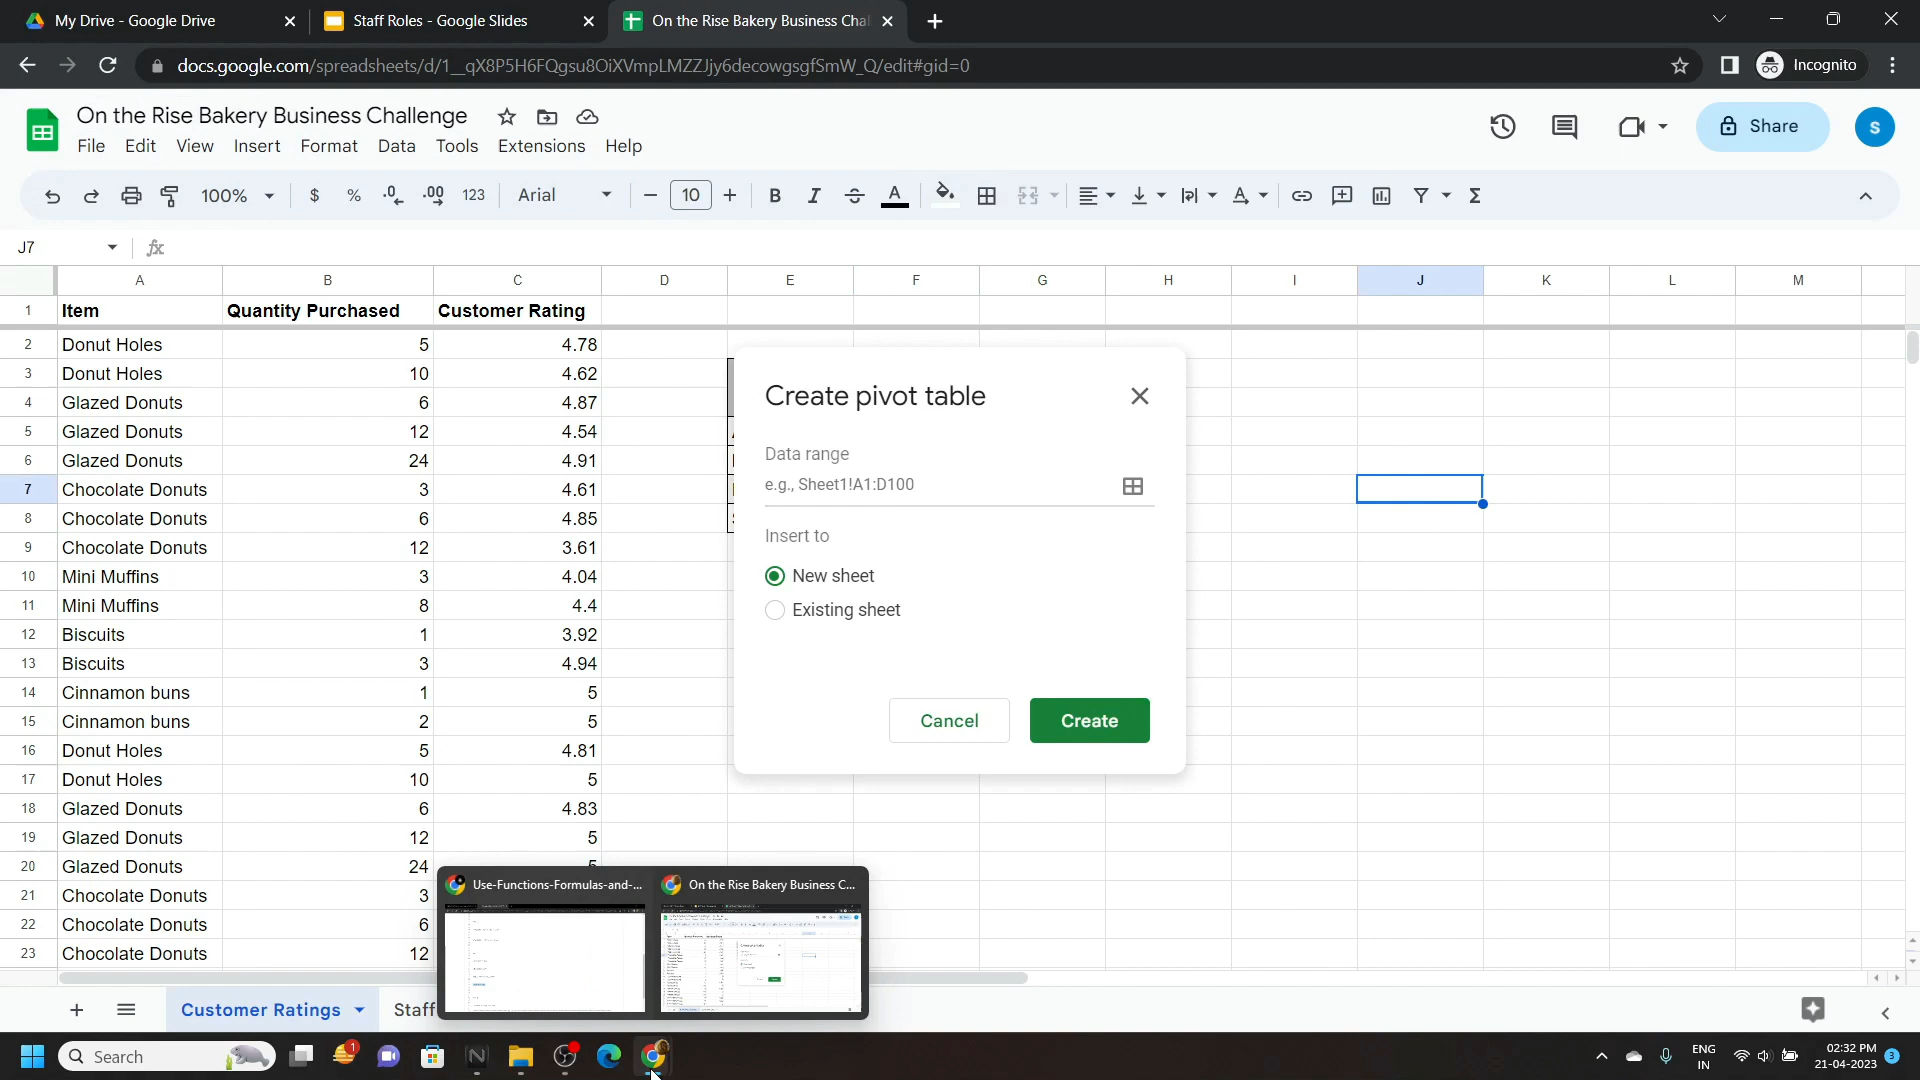 My Drive - Google Drive
Staff Roles - Google Slides
On the Rise Bakery Business Chal
docs.google.com/spreadsheets/d/1__qX8P5H6FQgsu8OiXVmpLMZZJjy6decowgsgfSmW_Q/edit#gid=0
Incognito
On the Rise Bakery Business Challenge
File Edit View Insert Format Data Tools Extensions Help
Share
S
100% $ % .0 .00 123 Arial 10 B I A
J7
fx
A B C D E F G H I J K L M
1 Item Quantity Purchased Customer Rating
2 Donut Holes 5 4.78
3 Donut Holes 10 4.62
4 Glazed Donuts 6 4.87
5 Glazed Donuts 12 4.54
6 Glazed Donuts 24 4.91
7 Chocolate Donuts 3 4.61
8 Chocolate Donuts 6 4.85
9 Chocolate Donuts 12 3.61
10 Mini Muffins 3 4.04
11 Mini Muffins 8 4.4
12 Biscuits 1 3.92
13 Biscuits 3 4.94
14 Cinnamon buns 1 5
15 Cinnamon buns 2 5
16 Donut Holes 5 4.81
17 Donut Holes 10 5
18 Glazed Donuts 6 4.83
19 Glazed Donuts 12 5
20 Glazed Donuts 24 5
21 Chocolate Donuts 3
22 Chocolate Donuts 6
23 Chocolate Donuts 12
Create pivot table
Data range
e.g., Sheet1!A1:D100
Insert to
New sheet
Existing sheet
Cancel
Create
Use-Functions-Formulas-and-...
On the Rise Bakery Business C...
Customer Ratings
Staff
Search
1
ENG
IN
02:32 PM
21-04-2023
3